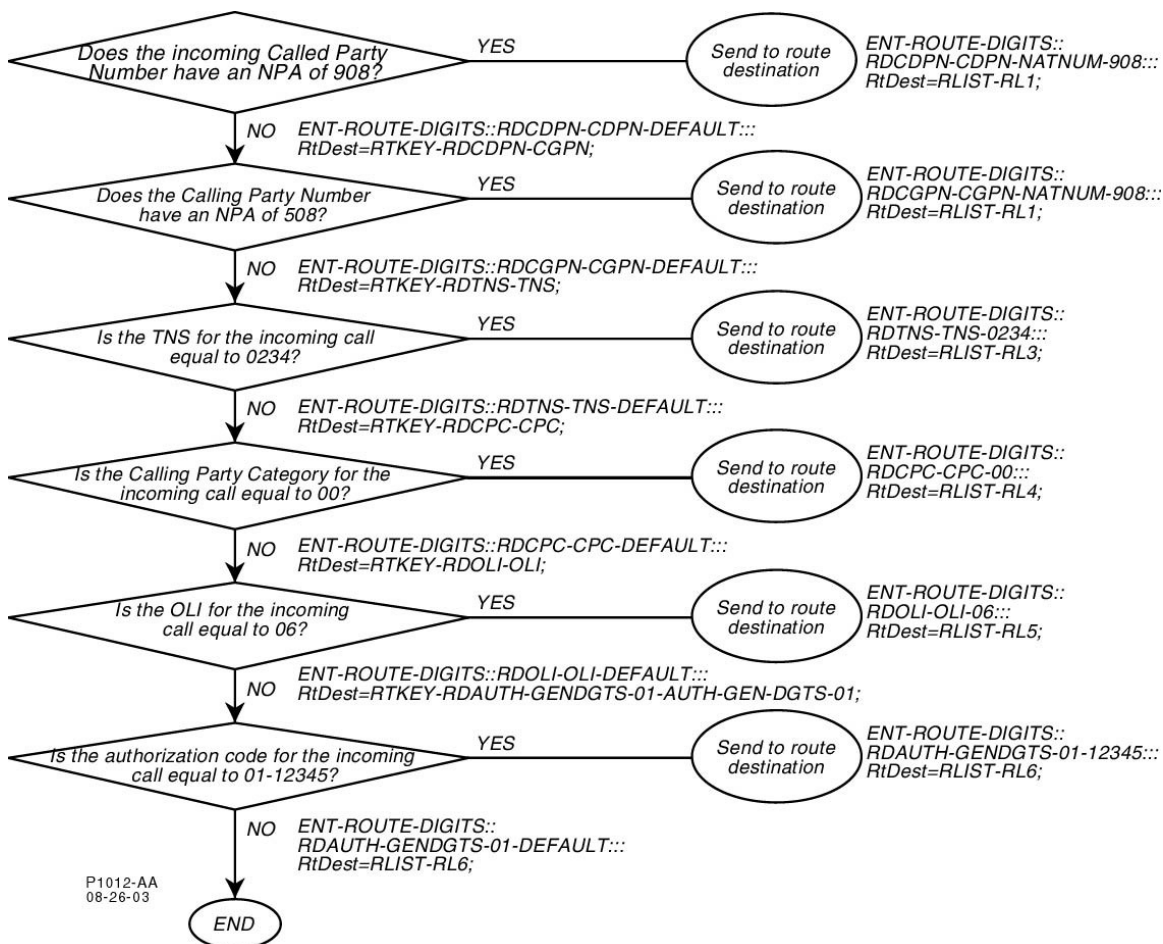 Does the incoming Called Party
Number have an NPA of 908?
YES
Send to route
destination
ENT-ROUTE-DIGITS::
RDCDPN-CDPN-NATNUM-908:::
RtDest=RLIST-RL1;
NO
ENT-ROUTE-DIGITS::RDCDPN-CDPN-DEFAULT:::
RtDest=RTKEY-RDCDPN-CGPN;
Does the Calling Party Number
have an NPA of 508?
YES
Send to route
destination
ENT-ROUTE-DIGITS::
RDCGPN-CGPN-NATNUM-908:::
RtDest=RLIST-RL1;
NO
ENT-ROUTE-DIGITS::RDCGPN-CGPN-DEFAULT:::
RtDest=RTKEY-RDTNS-TNS;
Is the TNS for the incoming call
equal to 0234?
YES
Send to route
destination
ENT-ROUTE-DIGITS::
RDTNS-TNS-0234:::
RtDest=RLIST-RL3;
NO
ENT-ROUTE-DIGITS::RDTNS-TNS-DEFAULT:::
RtDest=RTKEY-RDCPC-CPC;
Is the Calling Party Category for the
incoming call equal to 00?
YES
Send to route
destination
ENT-ROUTE-DIGITS::
RDCPC-CPC-00:::
RtDest=RLIST-RL4;
NO
ENT-ROUTE-DIGITS::RDCPC-CPC-DEFAULT:::
RtDest=RTKEY-RDOLI-OLI;
Is the OLI for the incoming
call equal to 06?
YES
Send to route
destination
ENT-ROUTE-DIGITS::
RDOLI-OLI-06:::
RtDest=RLIST-RL5;
NO
ENT-ROUTE-DIGITS::RDOLI-OLI-DEFAULT:::
RtDest=RTKEY-RDAUTH-GENDGTS-01-AUTH-GEN-DGTS-01;
Is the authorization code for the incoming
call equal to 01-12345?
YES
Send to route
destination
ENT-ROUTE-DIGITS::
RDAUTH-GENDGTS-01-12345:::
RtDest=RLIST-RL6;
NO
ENT-ROUTE-DIGITS::
RDAUTH-GENDGTS-01-DEFAULT:::
RtDest=RLIST-RL6;
P1012-AA
08-26-03
END